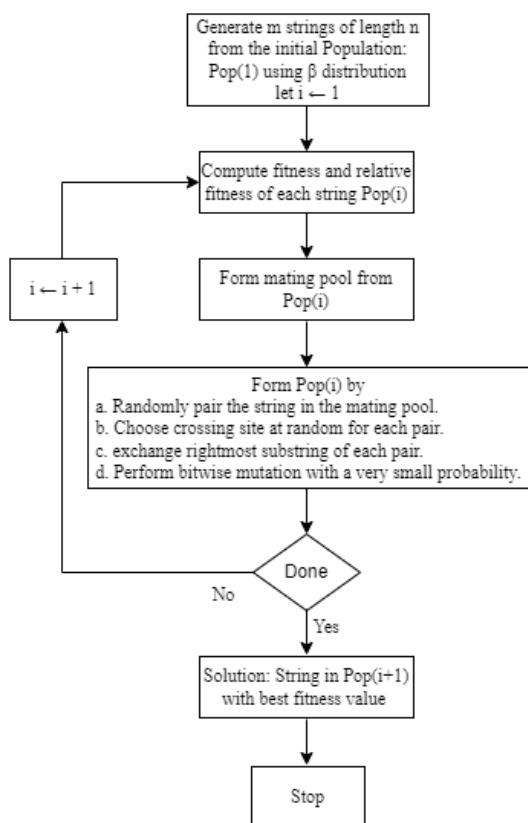 Generate m strings of length n
from the initial Population:
Pop(1) using β distribution
let i ← 1
Compute fitness and relative
fitness of each string Pop(i)
i ← i + 1
Form mating pool from
Pop(i)
Form Pop(i) by
a. Randomly pair the string in the mating pool.
b. Choose crossing site at random for each pair.
c. exchange rightmost substring of each pair.
d. Perform bitwise mutation with a very small probability.
Done
No
Yes
Solution: String in Pop(i+1)
with best fitness value
Stop